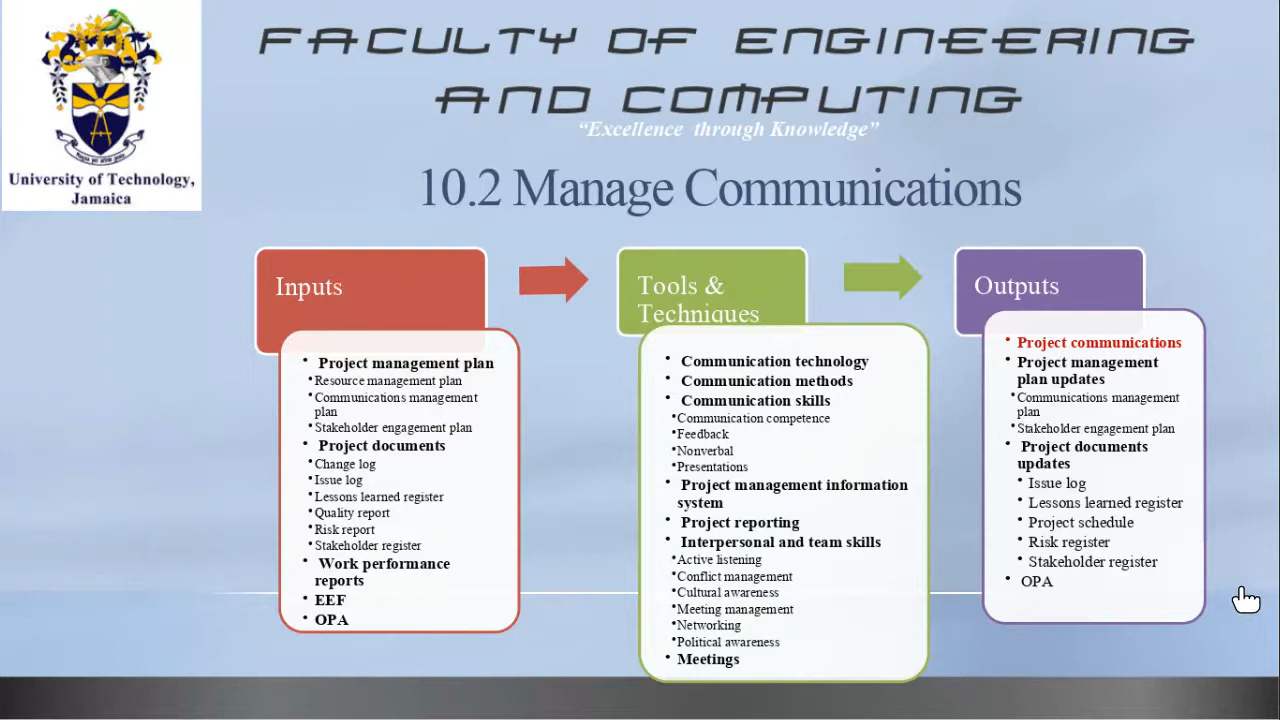 FACULTY OF ENGINEERING
AND COMPUTING
“Excellence through Knowledge”
University of Technology,
Jamaica
10.2 Manage Communications
Inputs
• Project management plan
•Resource management plan
•Communications management
plan
•Stakeholder engagement plan
• Project documents
•Change log
•Issue log
•Lessons learned register
•Quality report
•Risk report
•Stakeholder register
• Work performance
reports
• EEF
• OPA
Tools &
Techniques
• Communication technology
• Communication methods
• Communication skills
•Communication competence
•Feedback
•Nonverbal
•Presentations
• Project management information
system
• Project reporting
• Interpersonal and team skills
•Active listening
•Conflict management
•Cultural awareness
•Meeting management
•Networking
•Political awareness
• Meetings
Outputs
• Project communications
• Project management
plan updates
•Communications management
plan
•Stakeholder engagement plan
• Project documents
updates
• Issue log
• Lessons learned register
• Project schedule
• Risk register
• Stakeholder register
• OPA